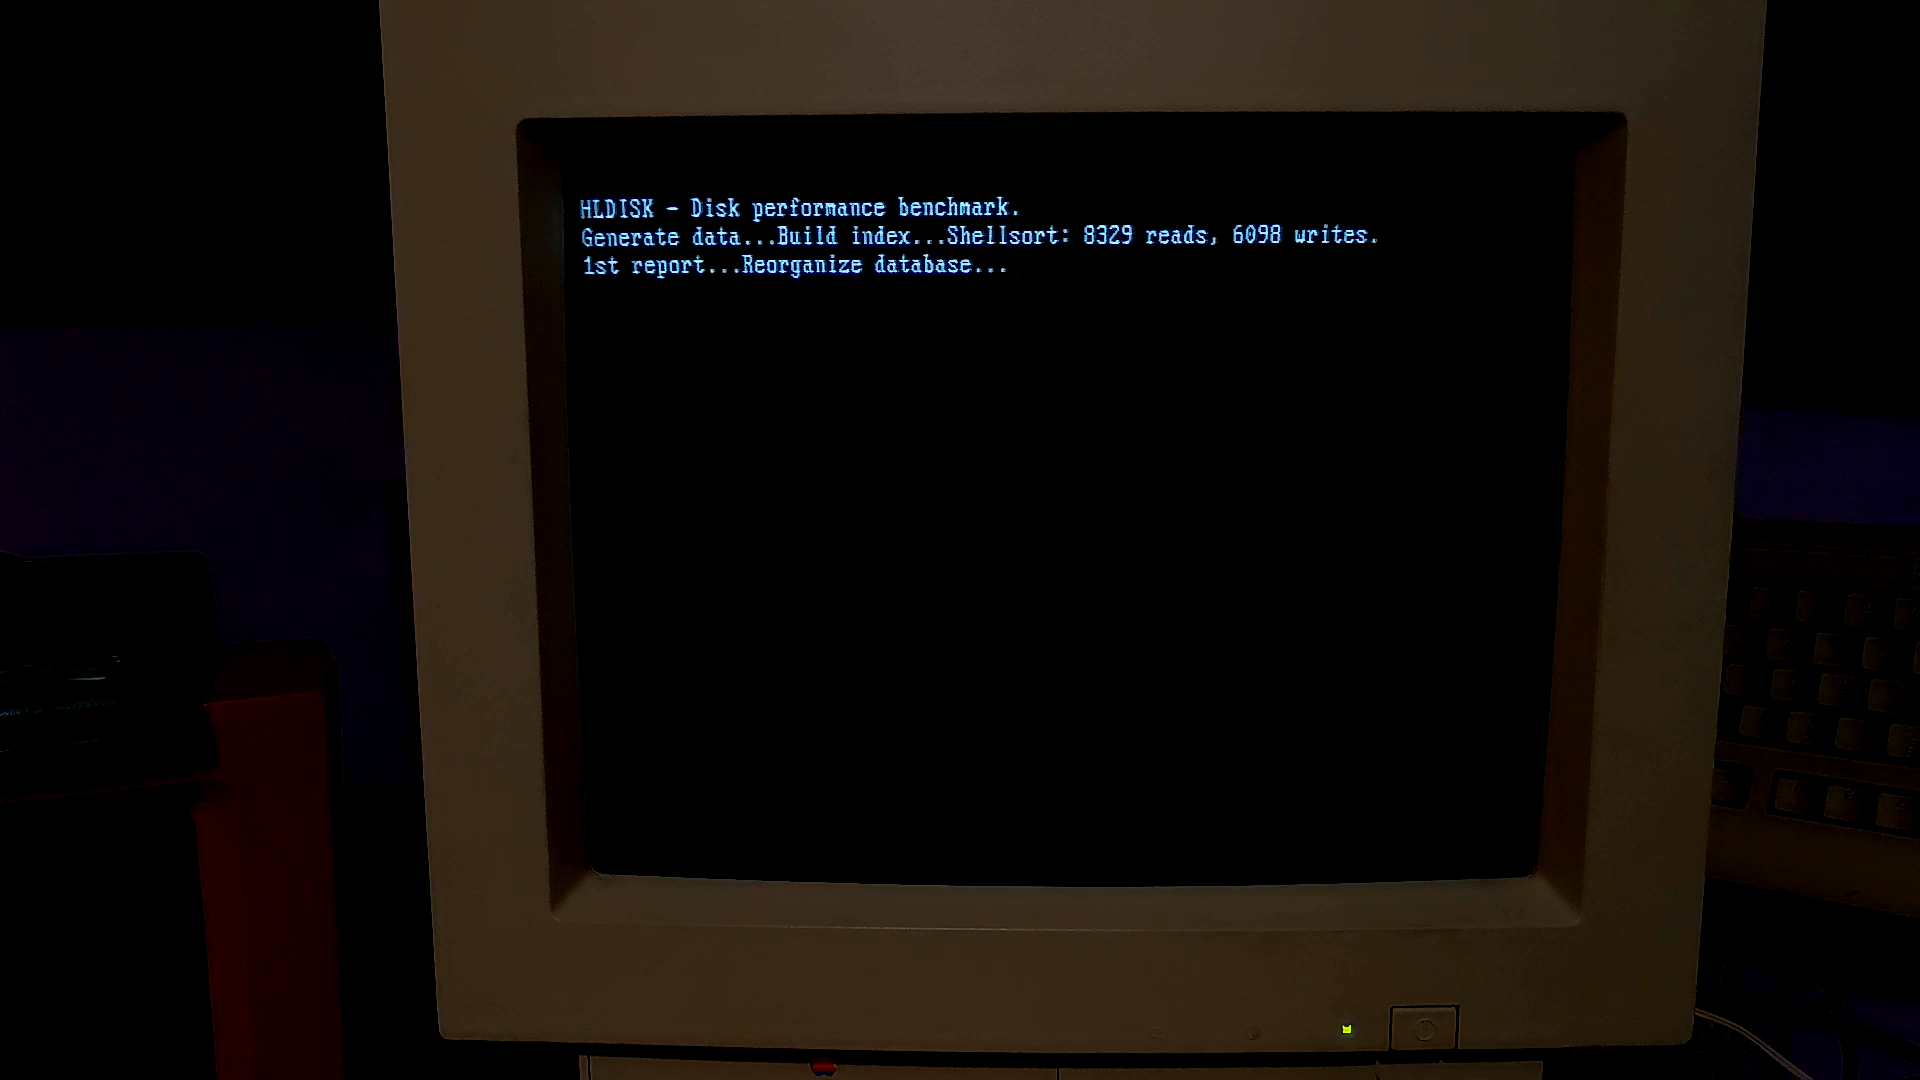 HLDISK - Disk performance benchmark.
Generate data...Build index...Shellsort: 8329 reads, 6098 writes.
1st report...Reorganize database...